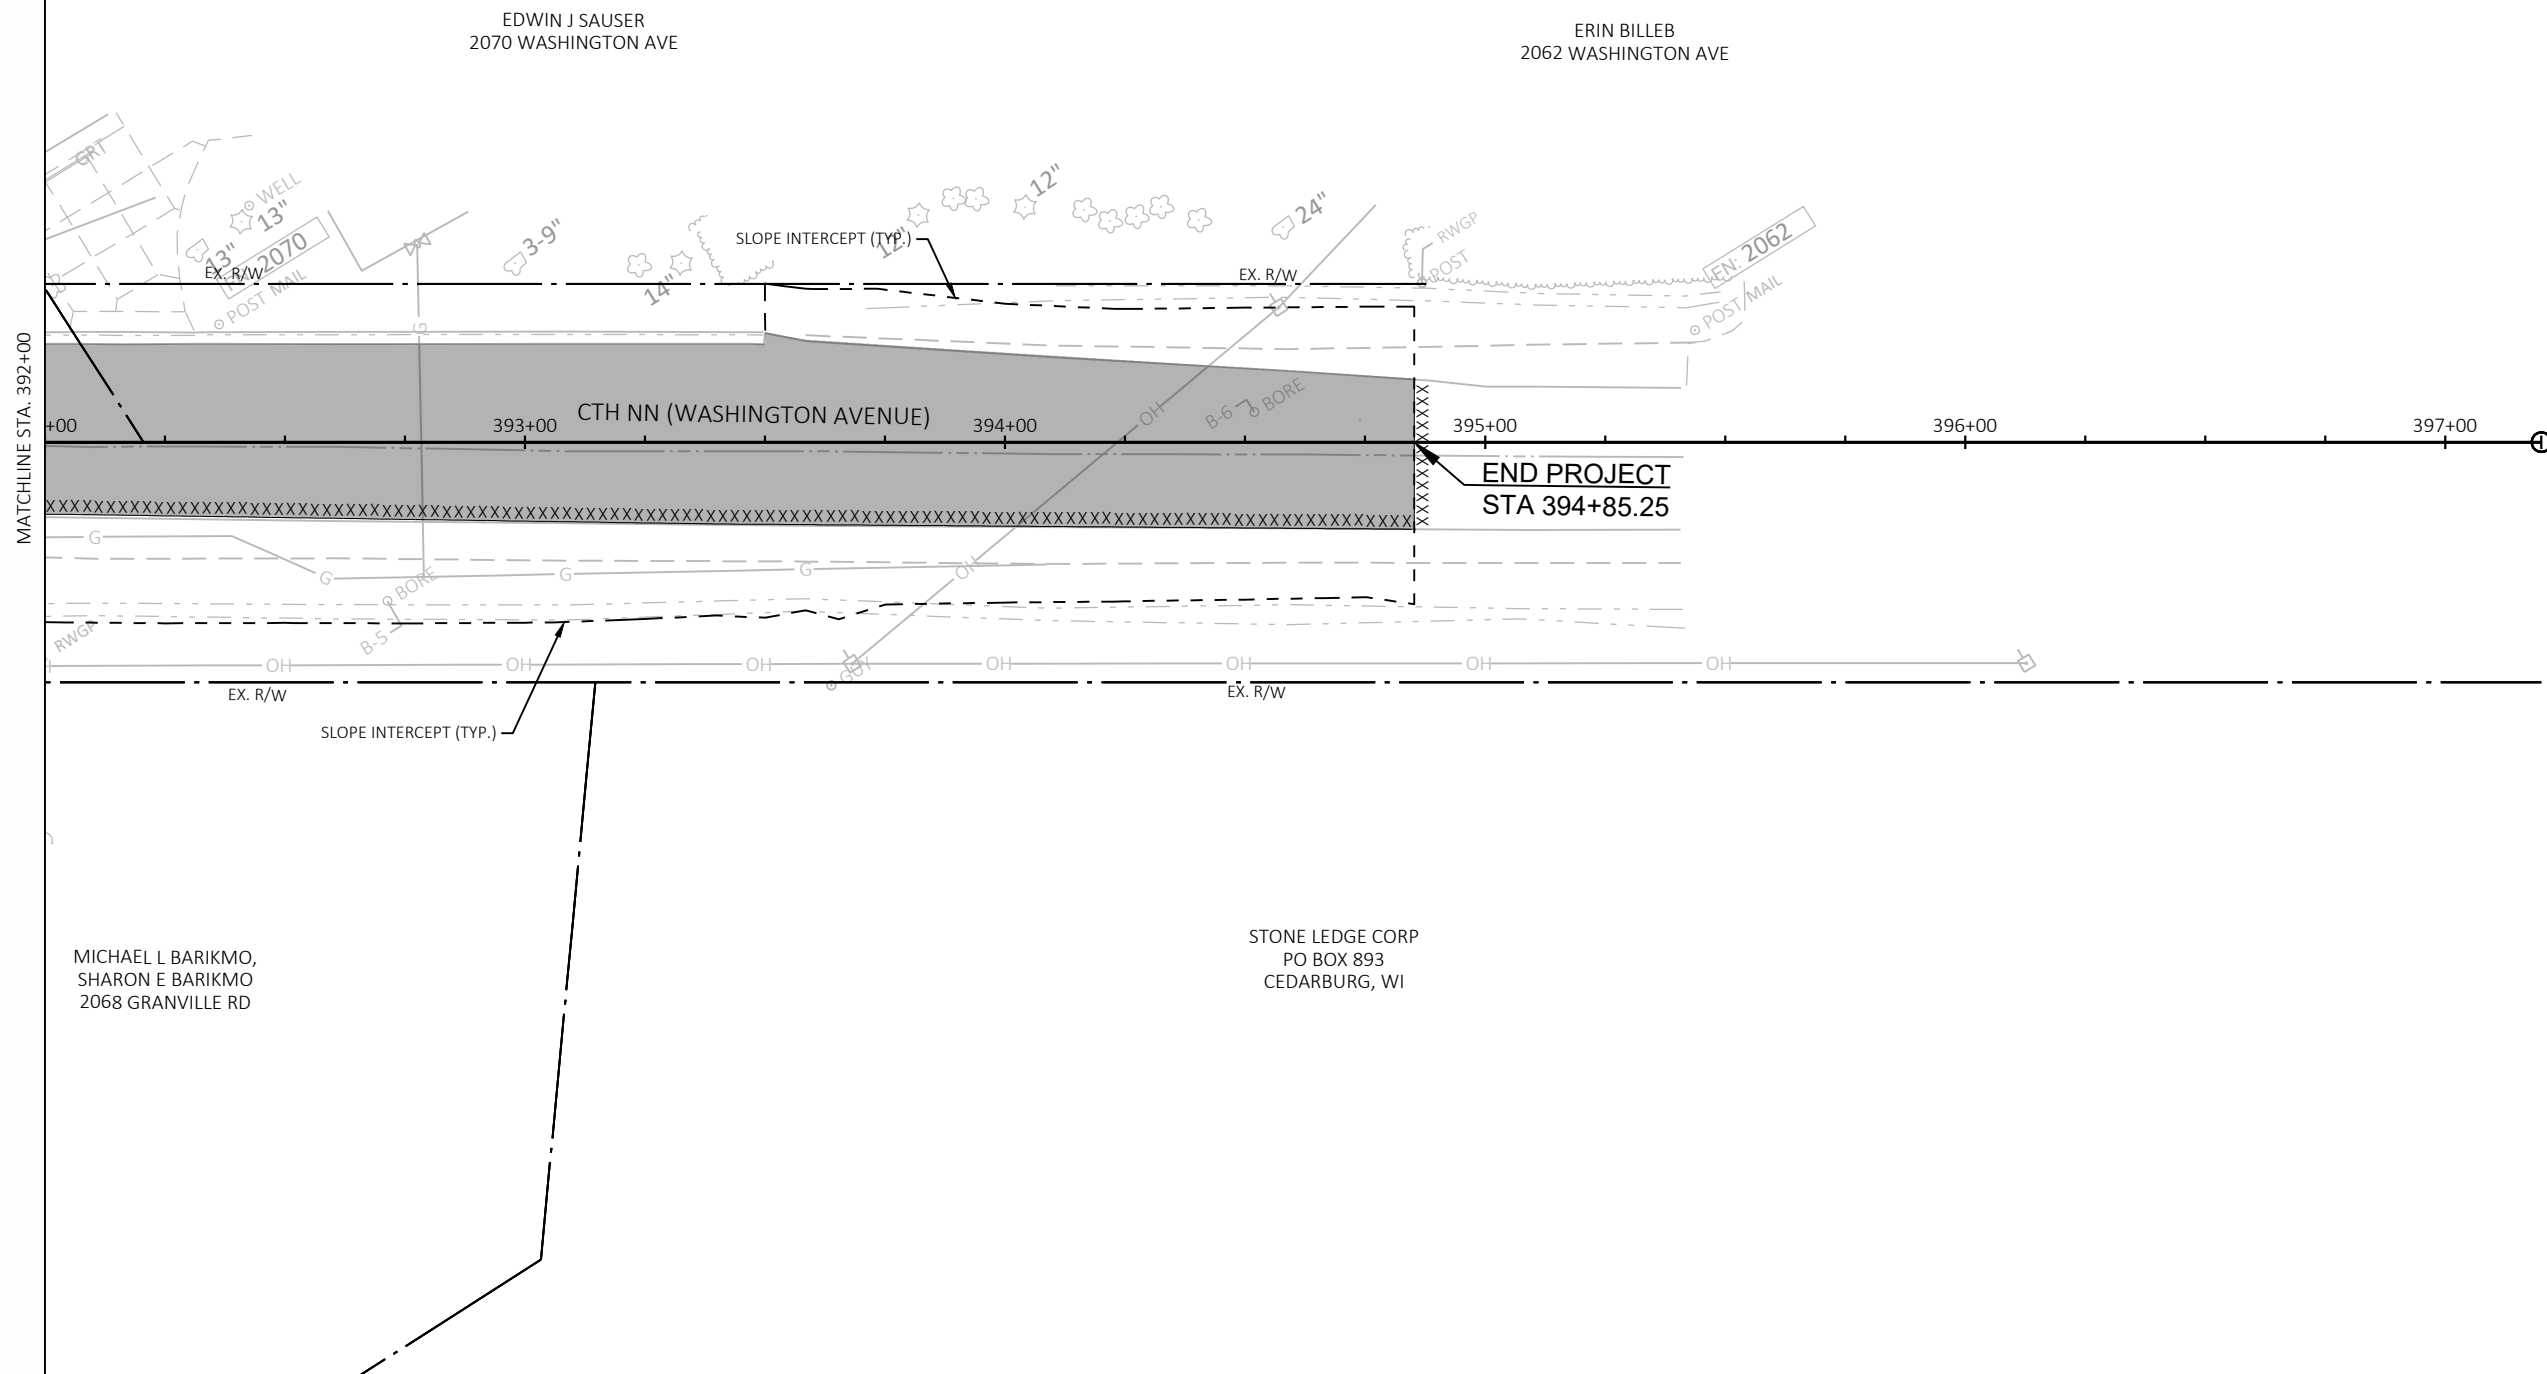 EDWIN J SAUSER
2070 WASHINGTON AVE
ERIN BILLEB
2062 WASHINGTON AVE
GRT
WELL
13"
13"
EN: 2070
POST MAIL
EX. R/W
3-9"
14"
SLOPE INTERCEPT (TYP.)
12"
12"
24"
EX. R/W
RWGP
POST
EN: 2062
POST/MAIL
G
MATCHLINE STA. 392+00
+00
393+00
CTH NN (WASHINGTON AVENUE)
394+00
OH
B-6
BORE
395+00
396+00
397+00
END PROJECT
STA 394+85.25
XXXXXXXXXXXXXXXXXXXXXXXXXXXXXXXXXXXXXXXXXXXXXXXXXXXXXXXXXXXXXXXXXXXXXXXXXXXXXXXXXXXXXXXXXXXXXXXXXXXXXXXXXXXXXXXXX
XXXXXXXXXXXX
G
G
G
G
OH
BORE
B-5
RWGP
OH
OH
OH
OH
OH
OH
OH
GUY
EX. R/W
EX. R/W
SLOPE INTERCEPT (TYP.)
MICHAEL L BARIKMO,
SHARON E BARIKMO
2068 GRANVILLE RD
STONE LEDGE CORP
PO BOX 893
CEDARBURG, WI